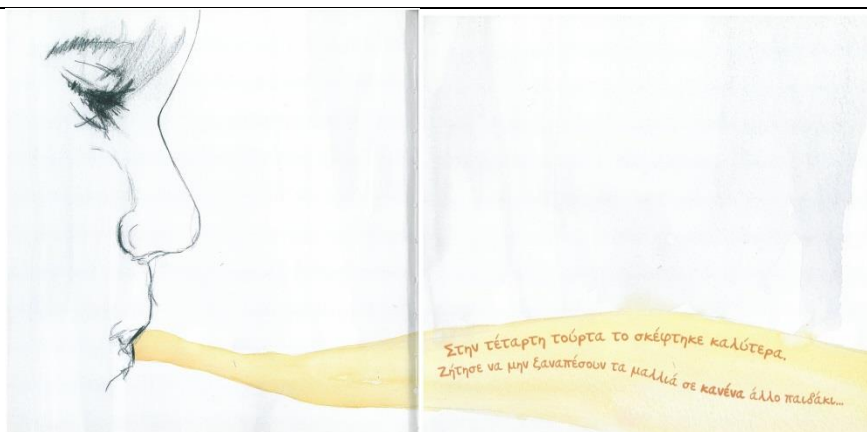 Στην τέταρτη τούρτα το σκέφτηκε καλύτερα.
Ζήτησε να μην ξαναπέσουν τα μαλλιά σε κανένα άλλο παιδάκι...